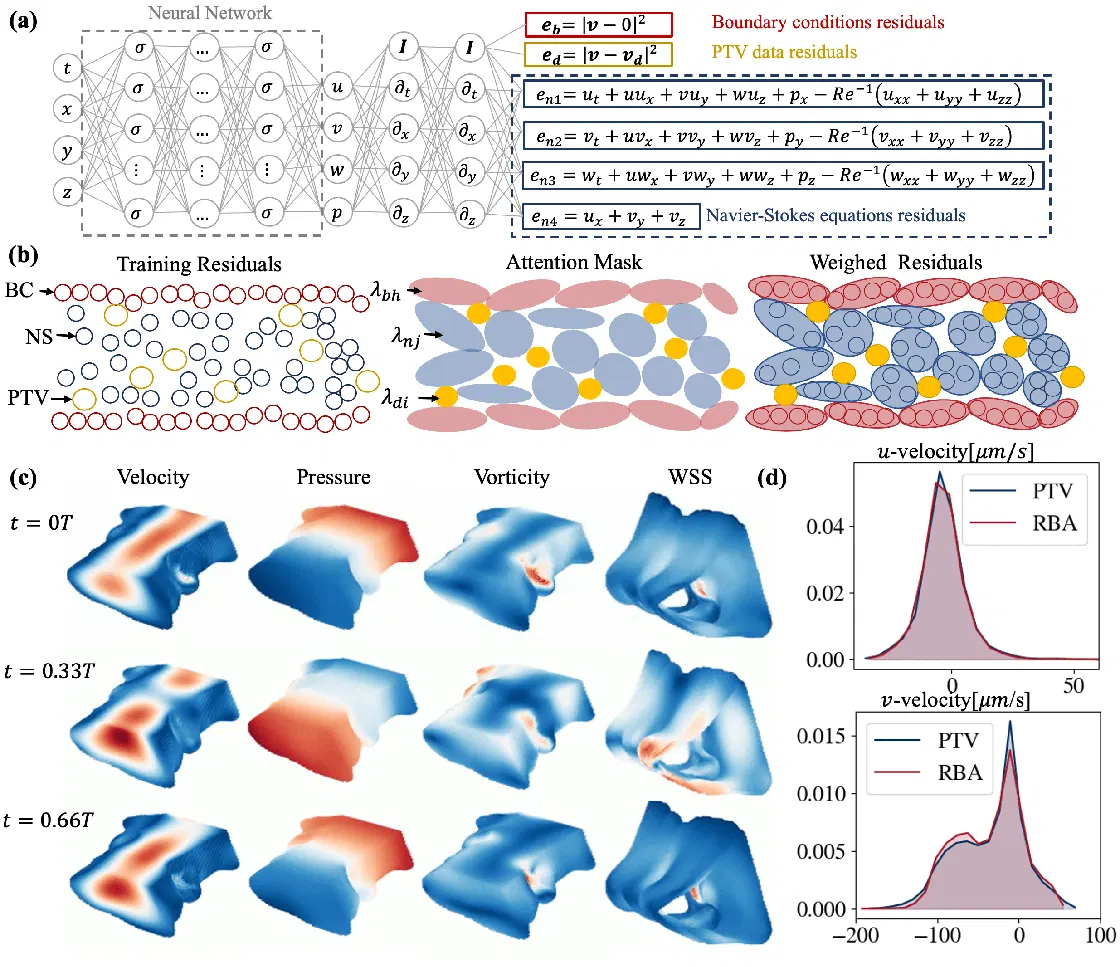 (a)
Neural Network
t
x
y
z
σ ... σ
σ ... σ
σ ... σ
⋮ ... ⋮
σ ... σ
u
v
w
p
I I
∂t ∂t
∂x ∂x
∂y ∂y
∂z ∂z
e_b= |v − 0|² Boundary conditions residuals
e_d= |v − v_d|² PTV data residuals
e_n1= u_t + uu_x + vu_y + wu_z + p_x − Re⁻¹(u_xx + u_yy + u_zz)
e_n2= v_t + uv_x + vv_y + wv_z + p_y − Re⁻¹(v_xx + v_yy + v_zz)
e_n3= w_t + uw_x + vw_y + ww_z + p_z − Re⁻¹(w_xx + w_yy + w_zz)
e_n4= u_x + v_y + v_z Navier-Stokes equations residuals
(b)
Training Residuals Attention Mask Weighed Residuals
BC
NS
PTV
λ_bh
λ_nj
λ_di
(c)
Velocity Pressure Vorticity WSS
t = 0T
t = 0.33T
t = 0.66T
(d)
u-velocity[μm/s]
PTV
RBA
0.04
0.02
0.00
0 50
v-velocity[μm/s]
PTV
RBA
0.015
0.010
0.005
0.000
−200 −100 0 100